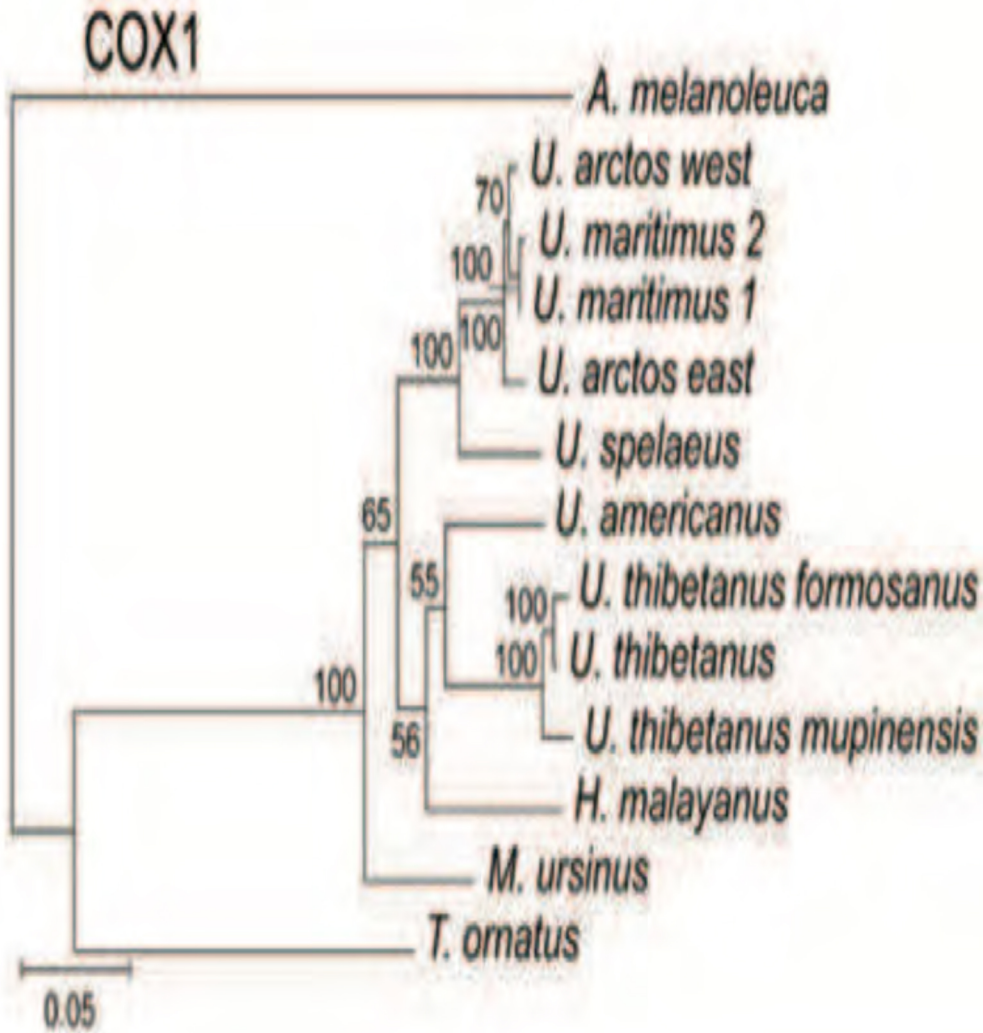 COX1
A. melanoleuca
U. arctos west
70
U. maritimus 2
100
U. maritimus 1
100
100
U. arctos east
U. spelaeus
65
U. americanus
55
100
U. thibetanus formosanus
100
U. thibetanus
100
56
U. thibetanus mupinensis
H. malayanus
M. ursinus
T. ornatus
0.05